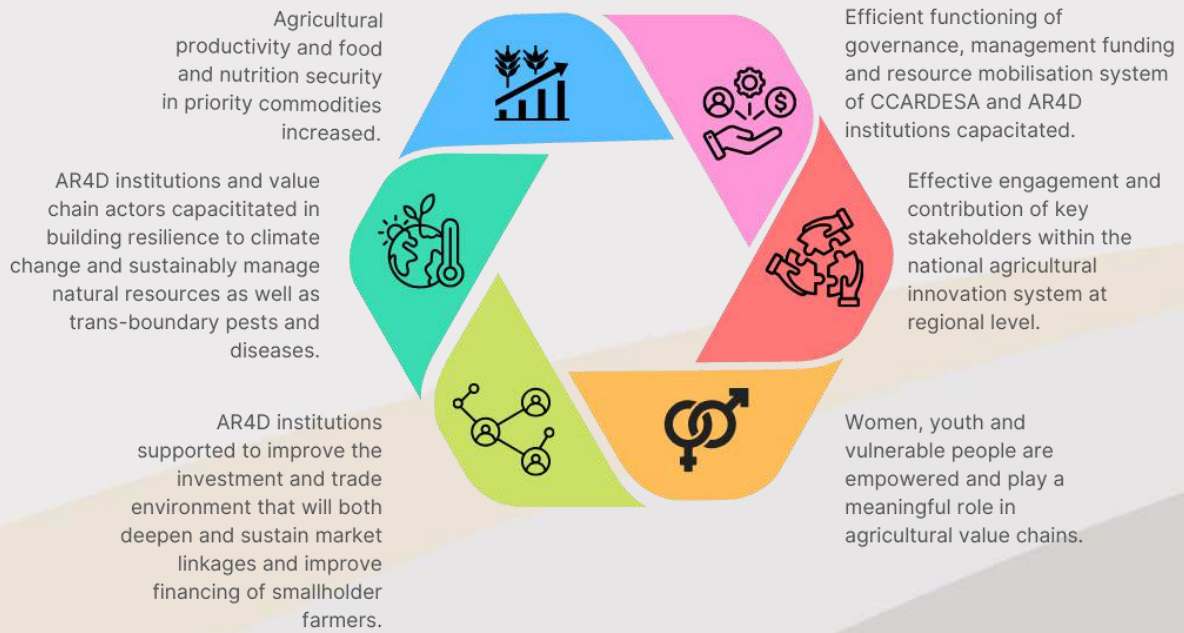 Agricultural
productivity and food
and nutrition security
in priority commodities
increased.
Efficient functioning of
governance, management funding
and resource mobilisation system
of CCARDESA and AR4D
institutions capacitated.
AR4D institutions and value
chain actors capacititated in
building resilience to climate
change and sustainably manage
natural resources as well as
trans-boundary pests and
diseases.
Effective engagement and
contribution of key
stakeholders within the
national agricultural
innovation system at
regional level.
AR4D institutions
supported to improve the
investment and trade
environment that will both
deepen and sustain market
linkages and improve
financing of smallholder
farmers.
Women, youth and
vulnerable people are
empowered and play a
meaningful role in
agricultural value chains.
$